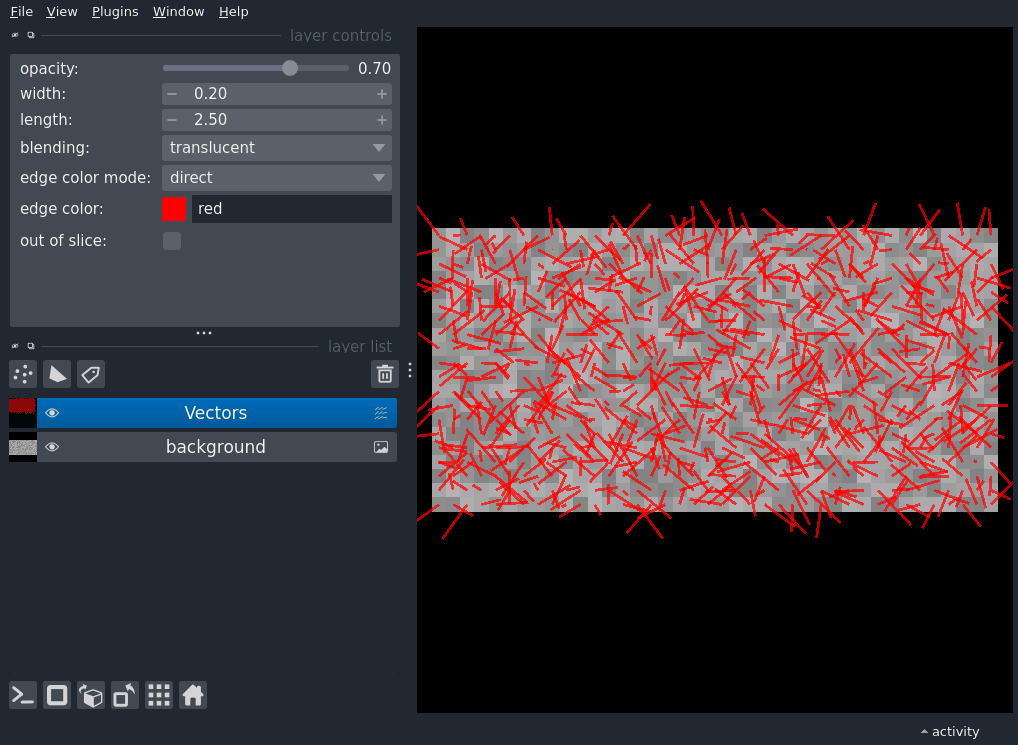 File View Plugins Window Help
layer controls
opacity: 0.70
width: − 0.20 +
length: − 2.50 +
blending: translucent
edge color mode: direct
edge color: red
out of slice:
layer list
Vectors
background
activity